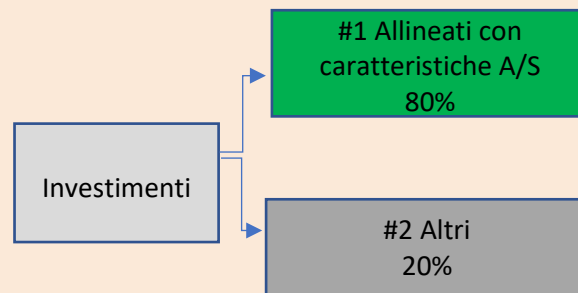 #1 Allineati con
caratteristiche A/S
80%
Investimenti
#2 Altri
20%